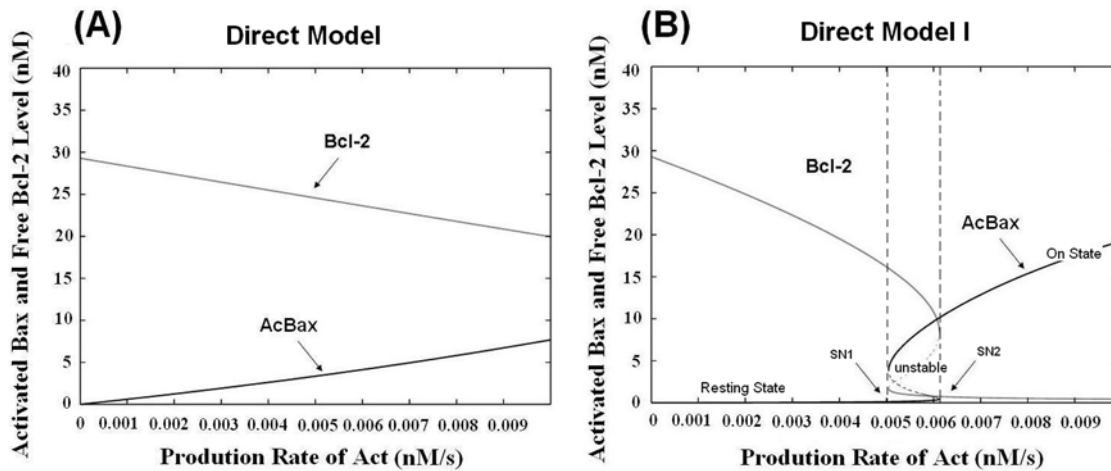 (A)
Direct Model
Activated Bax and Free Bcl-2 Level (nM)
40
35
30
25
20
15
10
5
0
Bcl-2
AcBax
0 0.001 0.002 0.003 0.004 0.005 0.006 0.007 0.008 0.009
Prodution Rate of Act (nM/s)
(B)
Direct Model I
Activated Bax and Free Bcl-2 Level (nM)
40
35
30
25
20
15
10
5
0
Bcl-2
AcBax
On State
SN1
unstable
SN2
Resting State
0 0.001 0.002 0.003 0.004 0.005 0.006 0.007 0.008 0.009
Prodution Rate of Act (nM/s)